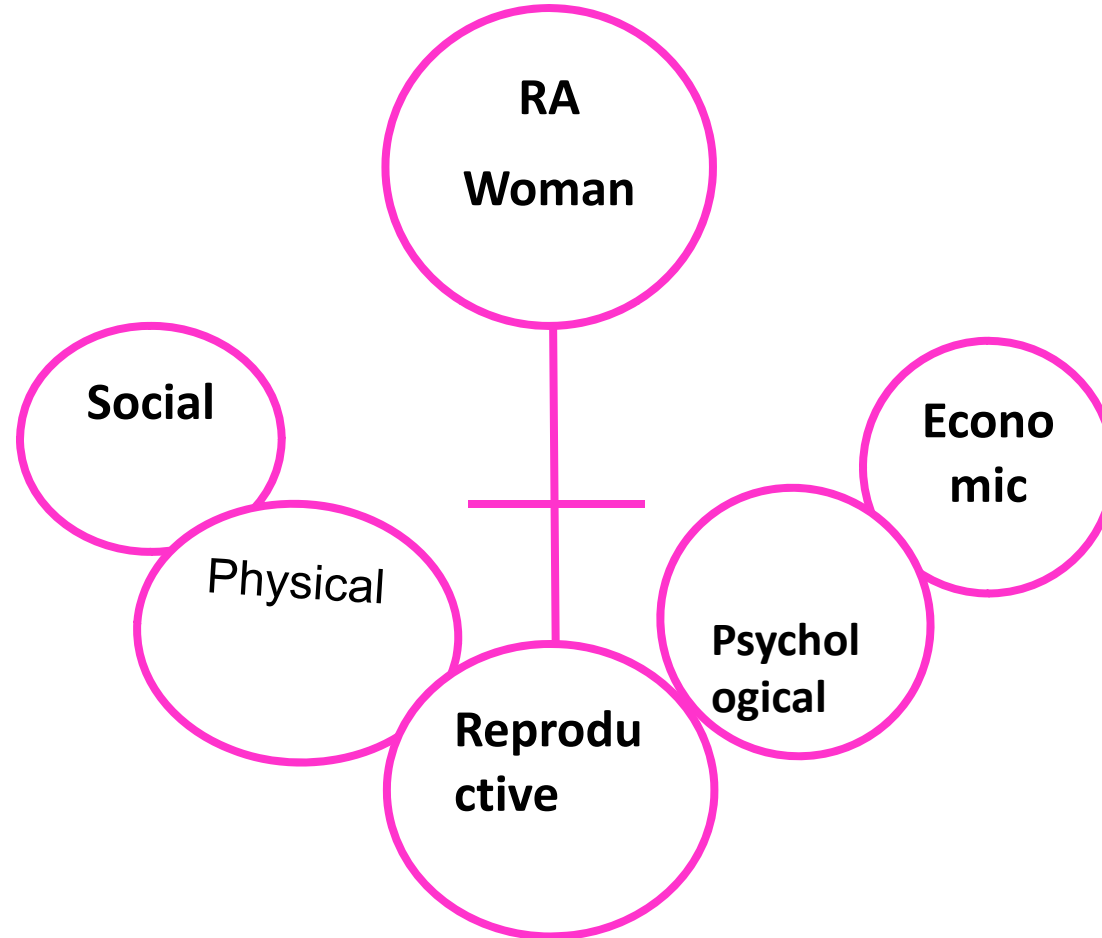 RA
Woman
Social
Econo
mic
Physical
Psychol
ogical
Reprodu
ctive